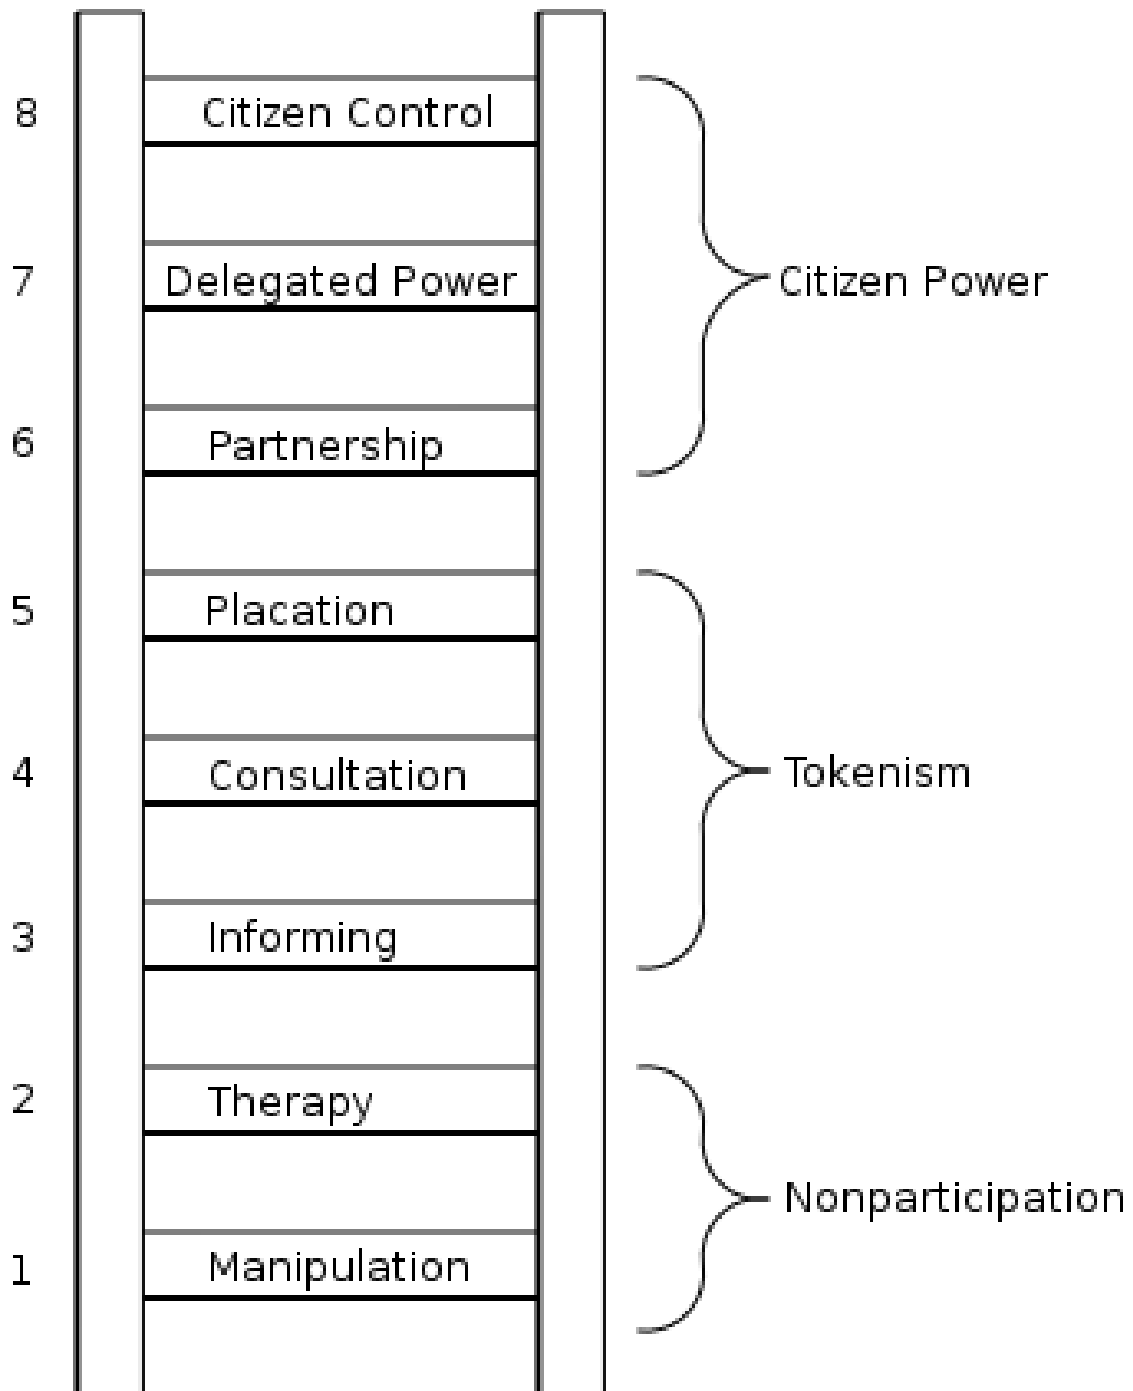 8 Citizen Control
7 Delegated Power Citizen Power
6 Partnership
5 Placation
4 Consultation Tokenism
3 Informing
2 Therapy
Nonparticipation
1 Manipulation